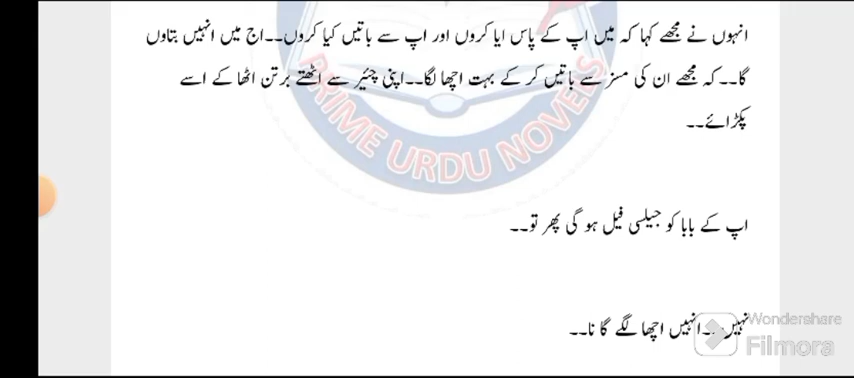 انہوں نے مجھے کہا کہ میں اپ کے پاس ایا کروں اور اپ سے باتیں کیا کروں۔۔اج میں انہیں بتاوں
گا۔۔کہ مجھے ان کی مسز سے باتیں کر کے بہت اچھا لگا۔۔اپنی چئیر سے اٹھتے برتن اٹھا کے اسے
پکڑائے۔۔
PRIME URDU NOVELS
اپ کے بابا کو جیلسی فیل ہو گی پھر تو۔۔
نہیں۔۔انہیں اچھا لگے گا نا۔۔
Wondershare
Filmora